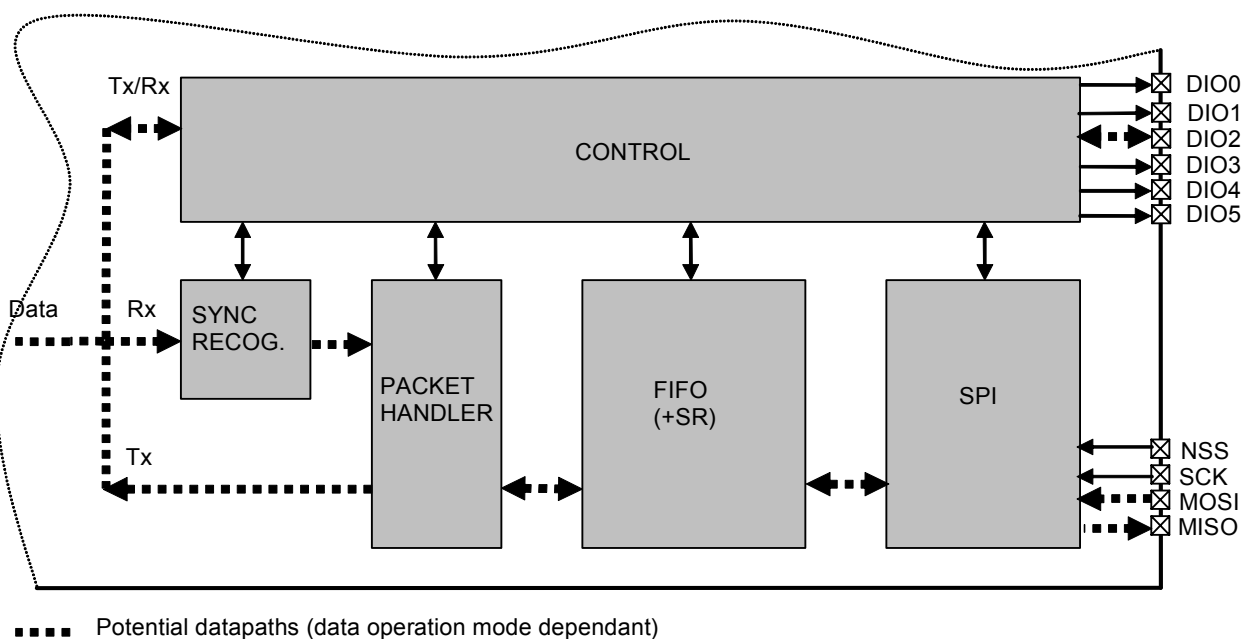 Tx/Rx
CONTROL
DIO0
DIO1
DIO2
DIO3
DIO4
DIO5
Data
Rx
SYNC
RECOG.
PACKET
HANDLER
FIFO
(+SR)
SPI
Tx
NSS
SCK
MOSI
MISO
Potential datapaths (data operation mode dependant)